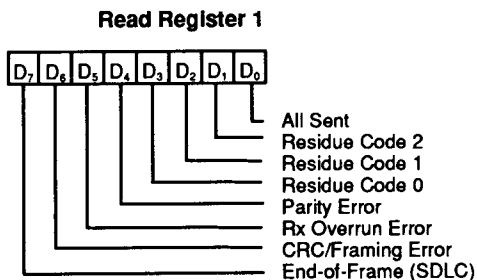 Read Register 1
D₇ D₆ D₅ D₄ D₃ D₂ D₁ D₀
All Sent
Residue Code 2
Residue Code 1
Residue Code 0
Parity Error
Rx Overrun Error
CRC/Framing Error
End-of-Frame (SDLC)